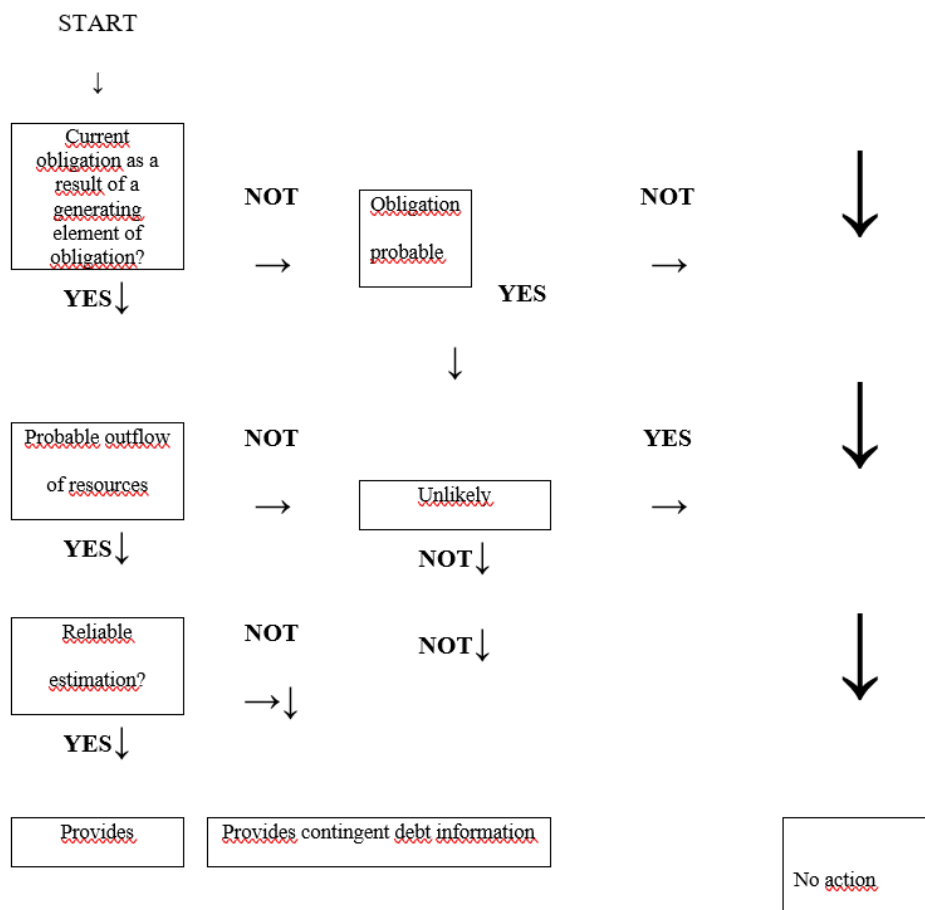 START
↓
Current
obligation as a
result of a
generating
element of
obligation?
NOT
→
Obligation
probable
NOT
→
↓
YES↓
YES
↓
Probable outflow
of resources
NOT
→
Unlikely
YES
→
↓
YES↓
NOT↓
Reliable
estimation?
NOT
→↓
NOT↓
↓
YES↓
Provides
Provides contingent debt information
No action